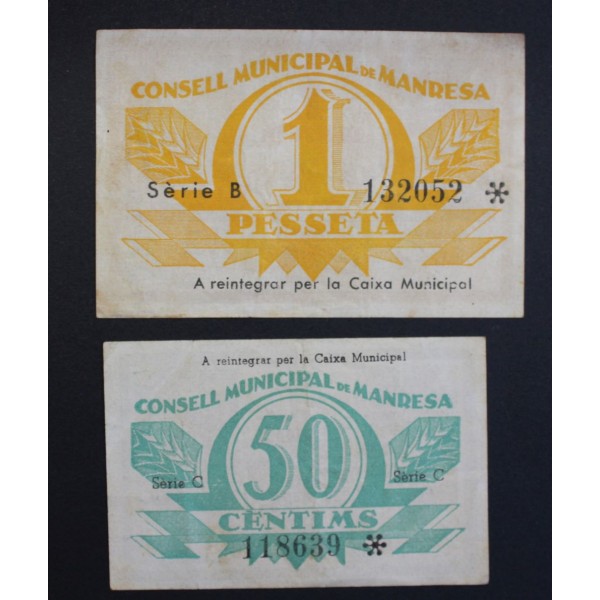 CONSELL MUNICIPAL DE MANRESA
1
Sèrie B 132052 *
PESSETA
A reintegrar per la Caixa Municipal
A reintegrar per la Caixa Municipal
CONSELL MUNICIPAL DE MANRESA
50
Sèrie C Sèrie C
CÈNTIMS
118639 *